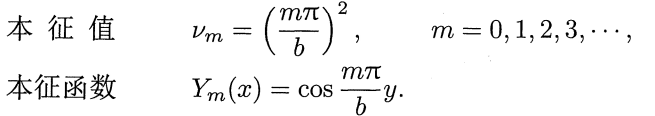 本 征 值 ν_m = (mπ/b)^2 , m = 0, 1, 2, 3, ⋯ ,
本征函数 Y_m(x) = cos mπ/b y.